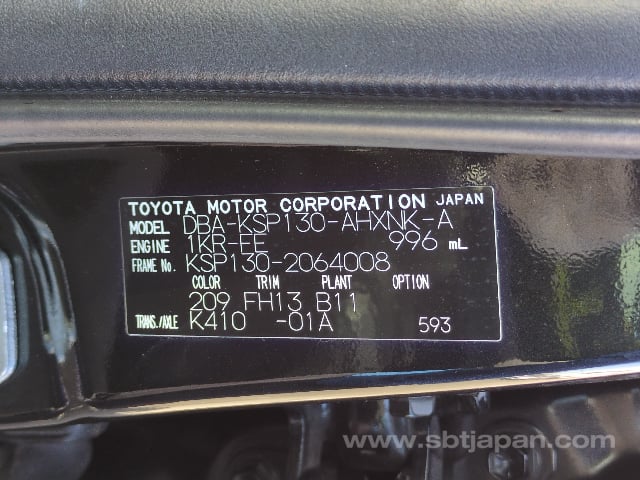 TOYOTA MOTOR CORPORATION JAPAN
MODEL DBA-KSP130-AHXNK-A
ENGINE 1KR-FE 996 mL
FRAME No. KSP130-2064008
COLOR TRIM PLANT OPTION
209 FH13 B11
TRANS./AXLE K410 -01A 593
www.sbtjapan.com